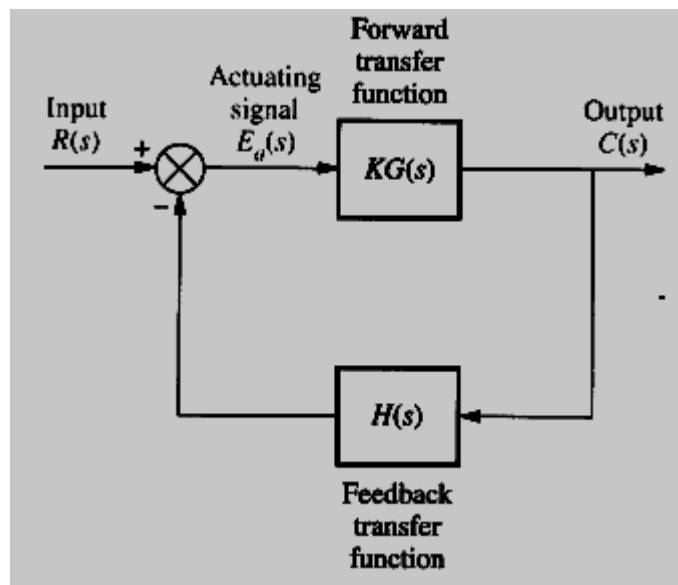 Forward
transfer
function
Actuating
signal
E_a(s)
Input
R(s)
Output
C(s)
+
KG(s)
−
H(s)
Feedback
transfer
function